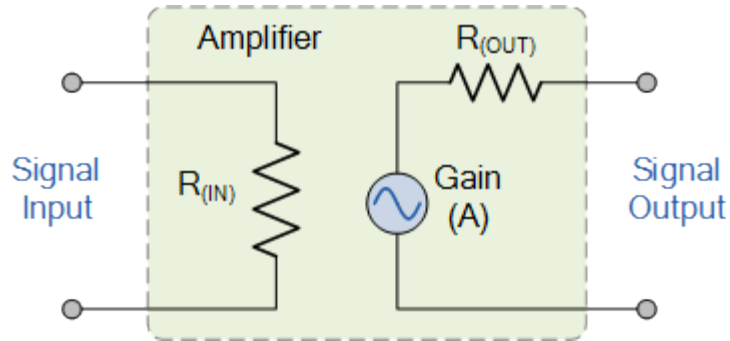 Amplifier
R(OUT)
Signal
Input
R(IN)
Gain
(A)
Signal
Output